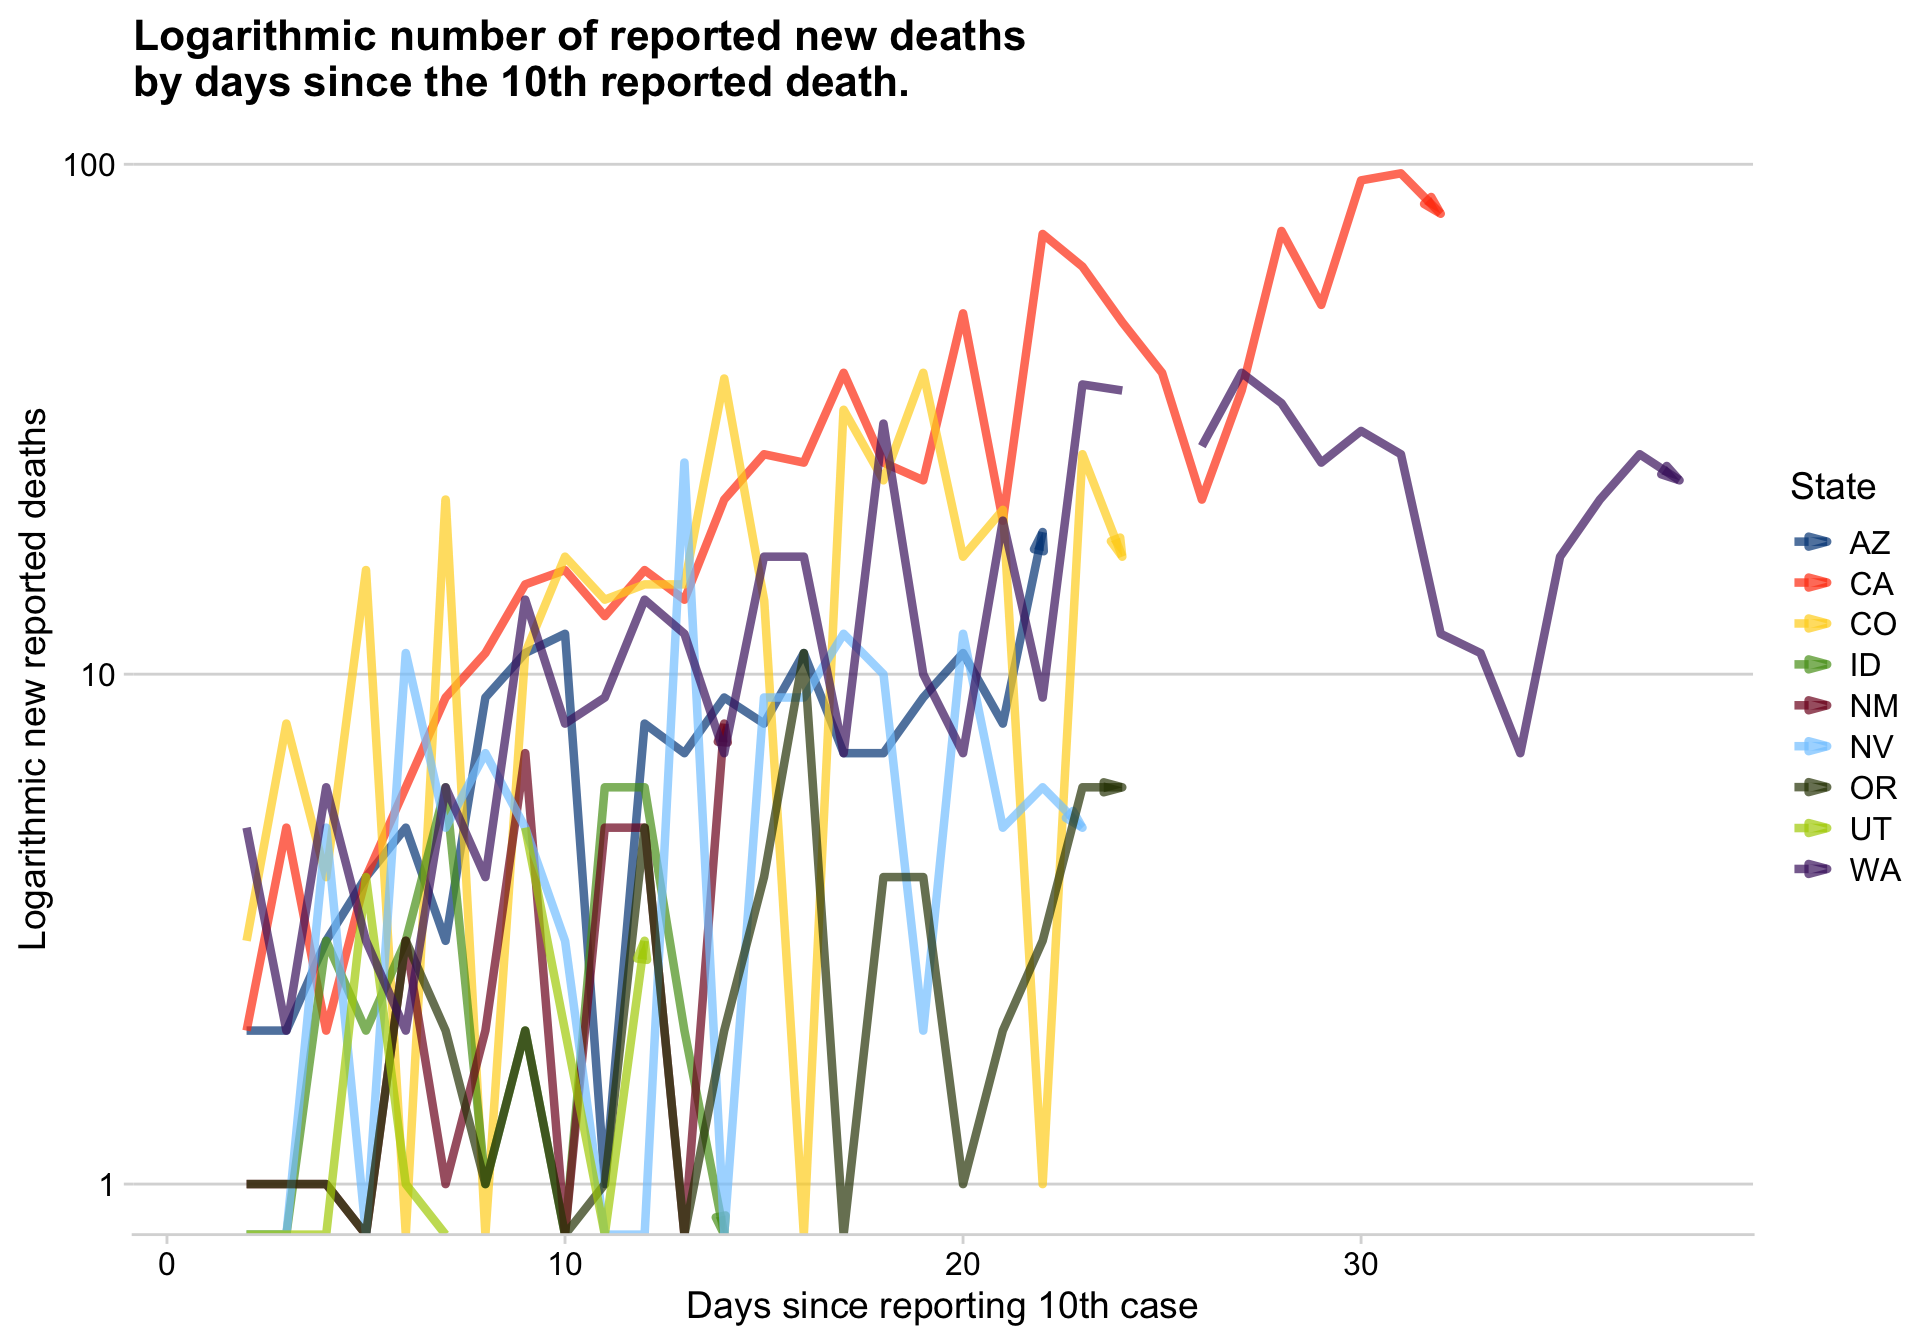 Logarithmic number of reported new deaths
by days since the 10th reported death.
100
10
1
Logarithmic new reported deaths
0
10
20
30
Days since reporting 10th case
State
AZ
CA
CO
ID
NM
NV
OR
UT
WA